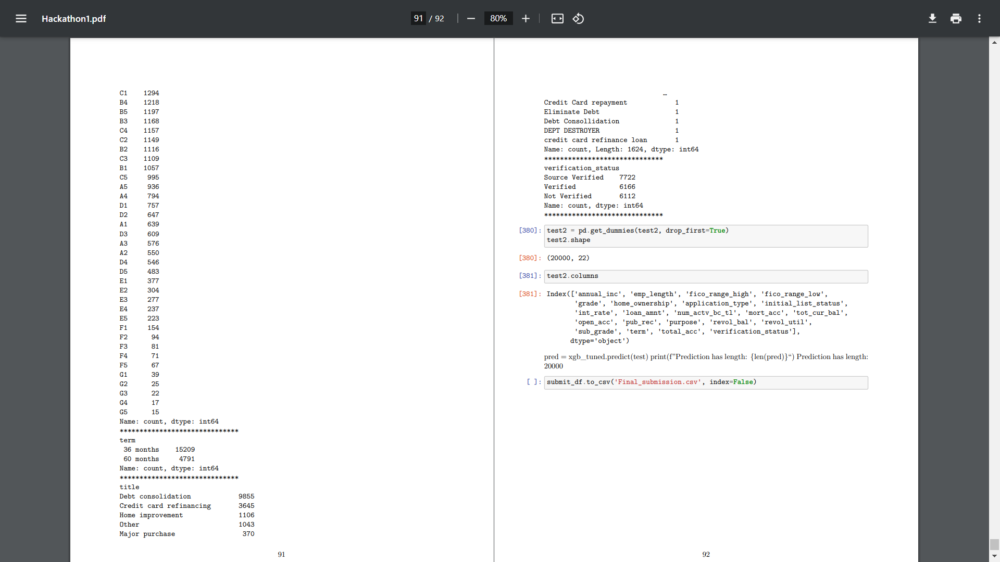 Hackathon1.pdf
91 / 92
80%
C1 1294
B4 1218
B5 1197
B3 1168
C4 1157
C2 1149
B2 1116
C3 1109
B1 1057
C5 995
A5 936
A4 794
D1 757
D2 647
A1 639
D3 609
A3 576
A2 550
D4 546
D5 483
E1 377
E2 304
E3 277
E4 237
E5 223
F1 154
F2 94
F3 81
F4 71
F5 67
G1 39
G2 25
G3 22
G4 17
G5 15
Name: count, dtype: int64
******************************
term
36 months 15209
60 months 4791
Name: count, dtype: int64
******************************
title
Debt consolidation 9855
Credit card refinancing 3645
Home improvement 1106
Other 1043
Major purchase 370
91
…
Credit Card repayment 1
Eliminate Debt 1
Debt Consollidation 1
DEPT DESTROYER 1
credit card refinance loan 1
Name: count, Length: 1624, dtype: int64
******************************
verification_status
Source Verified 7722
Verified 6166
Not Verified 6112
Name: count, dtype: int64
******************************
[380]: test2 = pd.get_dummies(test2, drop_first=True)
test2.shape
[380]: (20000, 22)
[381]: test2.columns
[381]: Index(['annual_inc', 'emp_length', 'fico_range_high', 'fico_range_low',
'grade', 'home_ownership', 'application_type', 'initial_list_status',
'int_rate', 'loan_amnt', 'num_actv_bc_tl', 'mort_acc', 'tot_cur_bal',
'open_acc', 'pub_rec', 'purpose', 'revol_bal', 'revol_util',
'sub_grade', 'term', 'total_acc', 'verification_status'],
dtype='object')
pred = xgb_tuned.predict(test) print(f”Prediction has length: {len(pred)}“) Prediction has length:
20000
[ ]: submit_df.to_csv('Final_submission.csv', index=False)
92